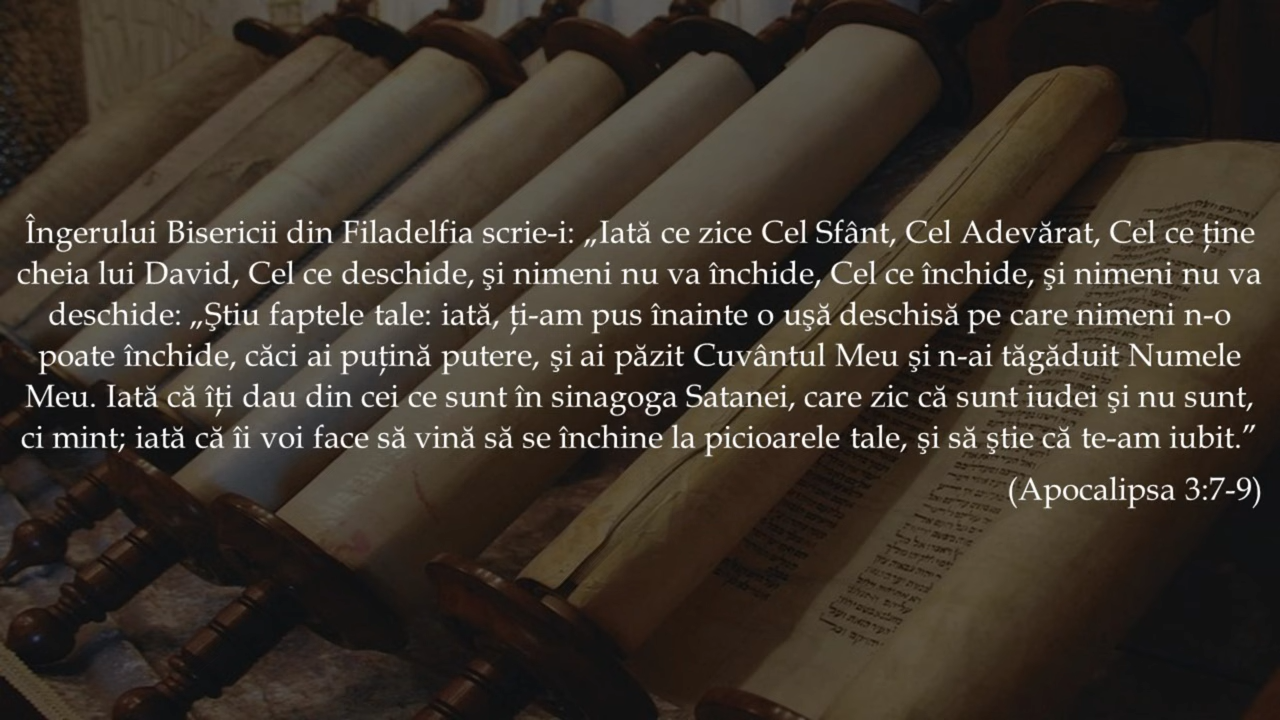 Îngerului Bisericii din Filadelfia scrie-i: „Iată ce zice Cel Sfânt, Cel Adevărat, Cel ce ţine
cheia lui David, Cel ce deschide, şi nimeni nu va închide, Cel ce închide, şi nimeni nu va
deschide: „Ştiu faptele tale: iată, ţi-am pus înainte o uşă deschisă pe care nimeni n-o
poate închide, căci ai puţină putere, şi ai păzit Cuvântul Meu şi n-ai tăgăduit Numele
Meu. Iată că îţi dau din cei ce sunt în sinagoga Satanei, care zic că sunt iudei şi nu sunt,
ci mint; iată că îi voi face să vină să se închine la picioarele tale, şi să ştie că te-am iubit.”
(Apocalipsa 3:7-9)